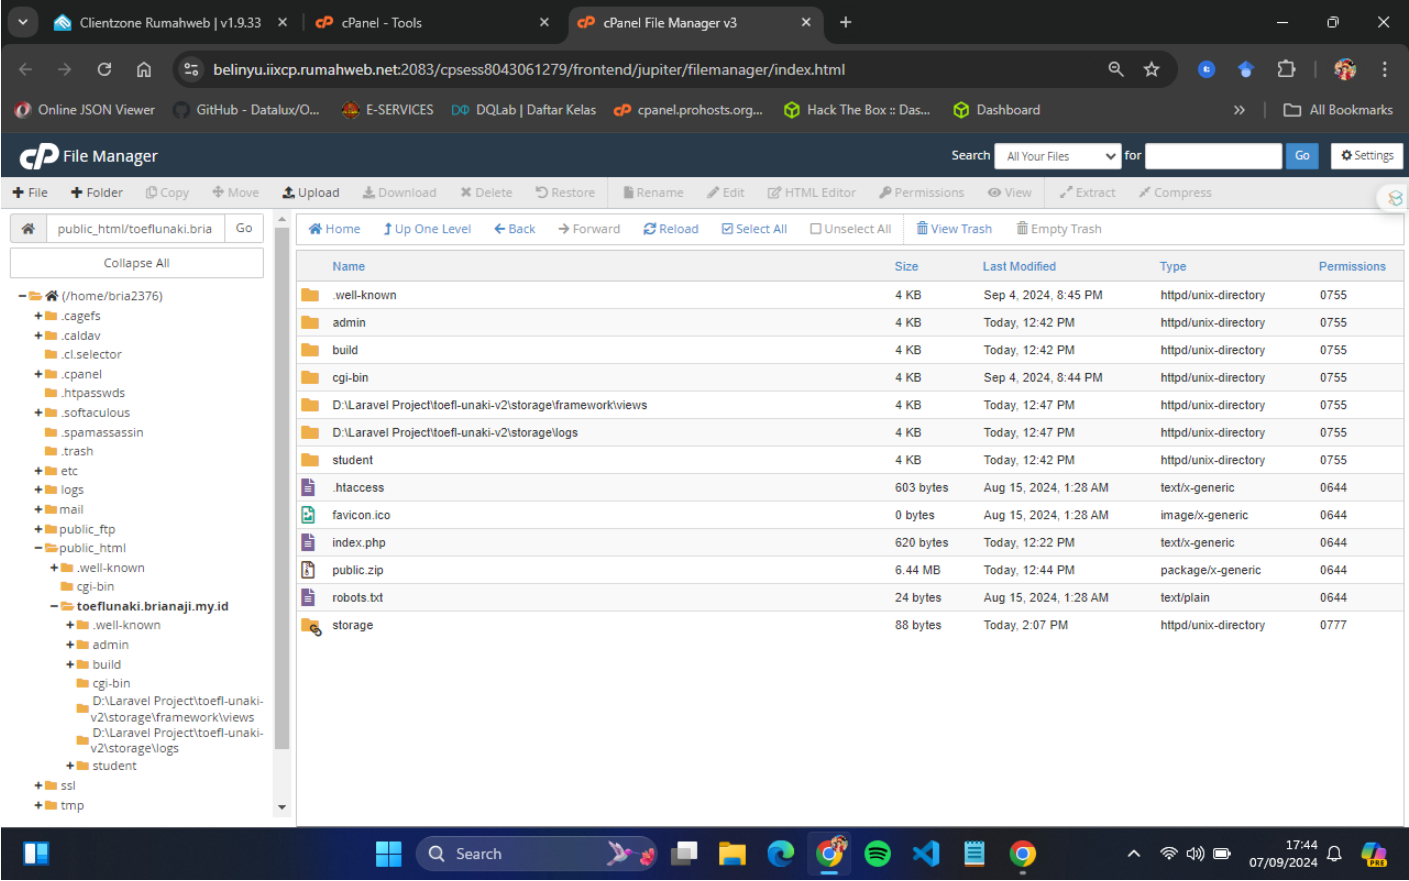 Clientzone Rumahweb | v1.9.33
cPanel - Tools
cPanel File Manager v3
belinyu.iixcp.rumahweb.net:2083/cpsess8043061279/frontend/jupiter/filemanager/index.html
Online JSON Viewer GitHub - Datalux/O... E-SERVICES DQLab | Daftar Kelas cpanel.prohosts.org... Hack The Box :: Das... Dashboard » All Bookmarks
cP File Manager Search All Your Files for Go Settings
File Folder Copy Move Upload Download Delete Restore Rename Edit HTML Editor Permissions View Extract Compress
public_html/toeflunaki.bria Go
Collapse All
(/home/bria2376)
.cagefs
.caldav
.cl.selector
.cpanel
.htpasswds
.softaculous
.spamassassin
.trash
etc
logs
mail
public_ftp
public_html
.well-known
cgi-bin
toeflunaki.brianaji.my.id
.well-known
admin
build
cgi-bin
D:\Laravel Project\toefl-unaki-
v2\storage\framework\views
D:\Laravel Project\toefl-unaki-
v2\storage\logs
student
ssl
tmp
Home Up One Level Back Forward Reload Select All Unselect All View Trash Empty Trash
Name Size Last Modified Type Permissions
.well-known 4 KB Sep 4, 2024, 8:45 PM httpd/unix-directory 0755
admin 4 KB Today, 12:42 PM httpd/unix-directory 0755
build 4 KB Today, 12:42 PM httpd/unix-directory 0755
cgi-bin 4 KB Sep 4, 2024, 8:44 PM httpd/unix-directory 0755
D:\Laravel Project\toefl-unaki-v2\storage\framework\views 4 KB Today, 12:47 PM httpd/unix-directory 0755
D:\Laravel Project\toefl-unaki-v2\storage\logs 4 KB Today, 12:47 PM httpd/unix-directory 0755
student 4 KB Today, 12:42 PM httpd/unix-directory 0755
.htaccess 603 bytes Aug 15, 2024, 1:28 AM text/x-generic 0644
favicon.ico 0 bytes Aug 15, 2024, 1:28 AM image/x-generic 0644
index.php 620 bytes Today, 12:22 PM text/x-generic 0644
public.zip 6.44 MB Today, 12:44 PM package/x-generic 0644
robots.txt 24 bytes Aug 15, 2024, 1:28 AM text/plain 0644
storage 88 bytes Today, 2:07 PM httpd/unix-directory 0777
Search
17:44
07/09/2024
PRE